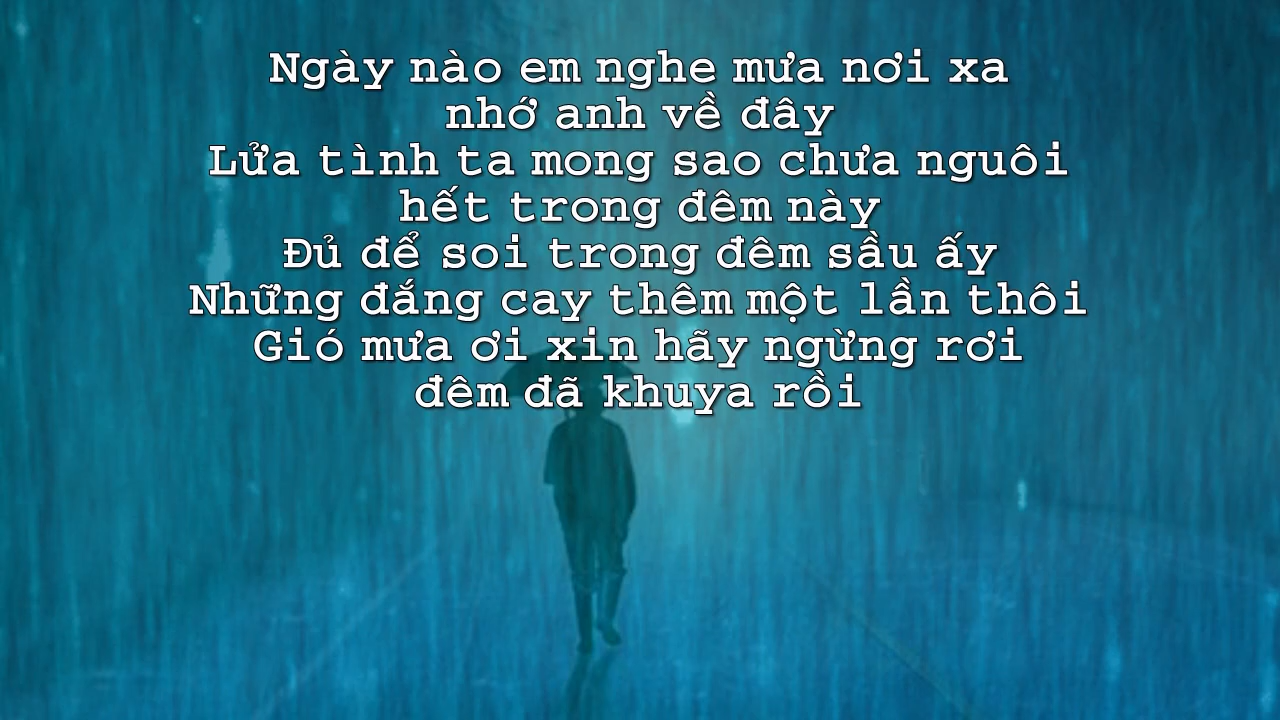 Ngày nào em nghe mưa nơi xa
nhớ anh về đây
Lửa tình ta mong sao chưa nguôi
hết trong đêm này
Đủ để soi trong đêm sầu ấy
Những đắng cay thêm một lần thôi
Gió mưa ơi xin hãy ngừng rơi
đêm đã khuya rồi